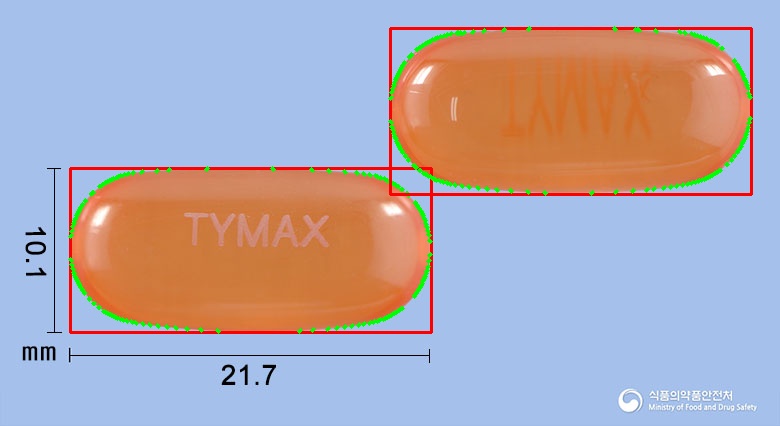 TYMAX
TYMAX
10.1
mm
21.7
식품의약품안전처
Ministry of Food and Drug Safety